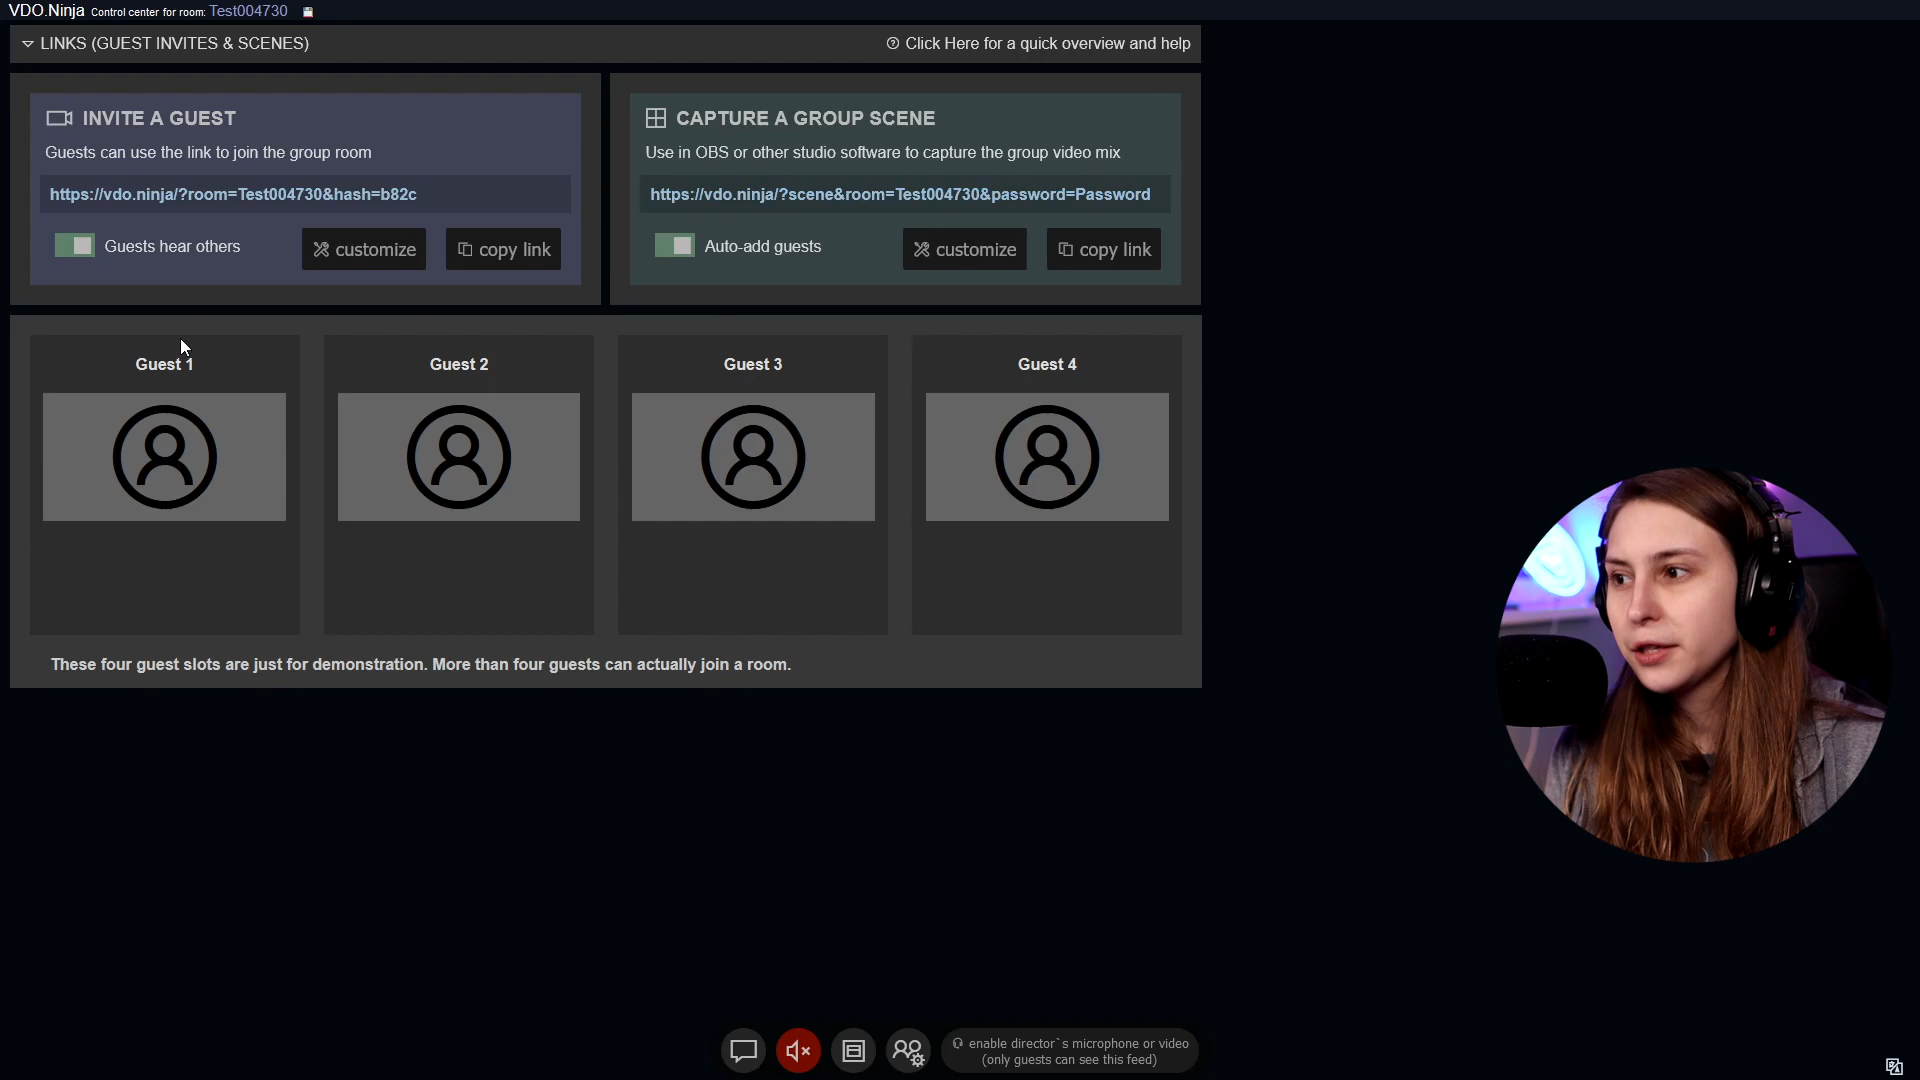 VDO.Ninja Control center for room: Test004730
LINKS (GUEST INVITES & SCENES)
Click Here for a quick overview and help
INVITE A GUEST
Guests can use the link to join the group room
https://vdo.ninja/?room=Test004730&hash=b82c
Guests hear others
customize
copy link
CAPTURE A GROUP SCENE
Use in OBS or other studio software to capture the group video mix
https://vdo.ninja/?scene&room=Test004730&password=Password
Auto-add guests
customize
copy link
Guest 1
Guest 2
Guest 3
Guest 4
These four guest slots are just for demonstration. More than four guests can actually join a room.
enable director`s microphone or video
(only guests can see this feed)